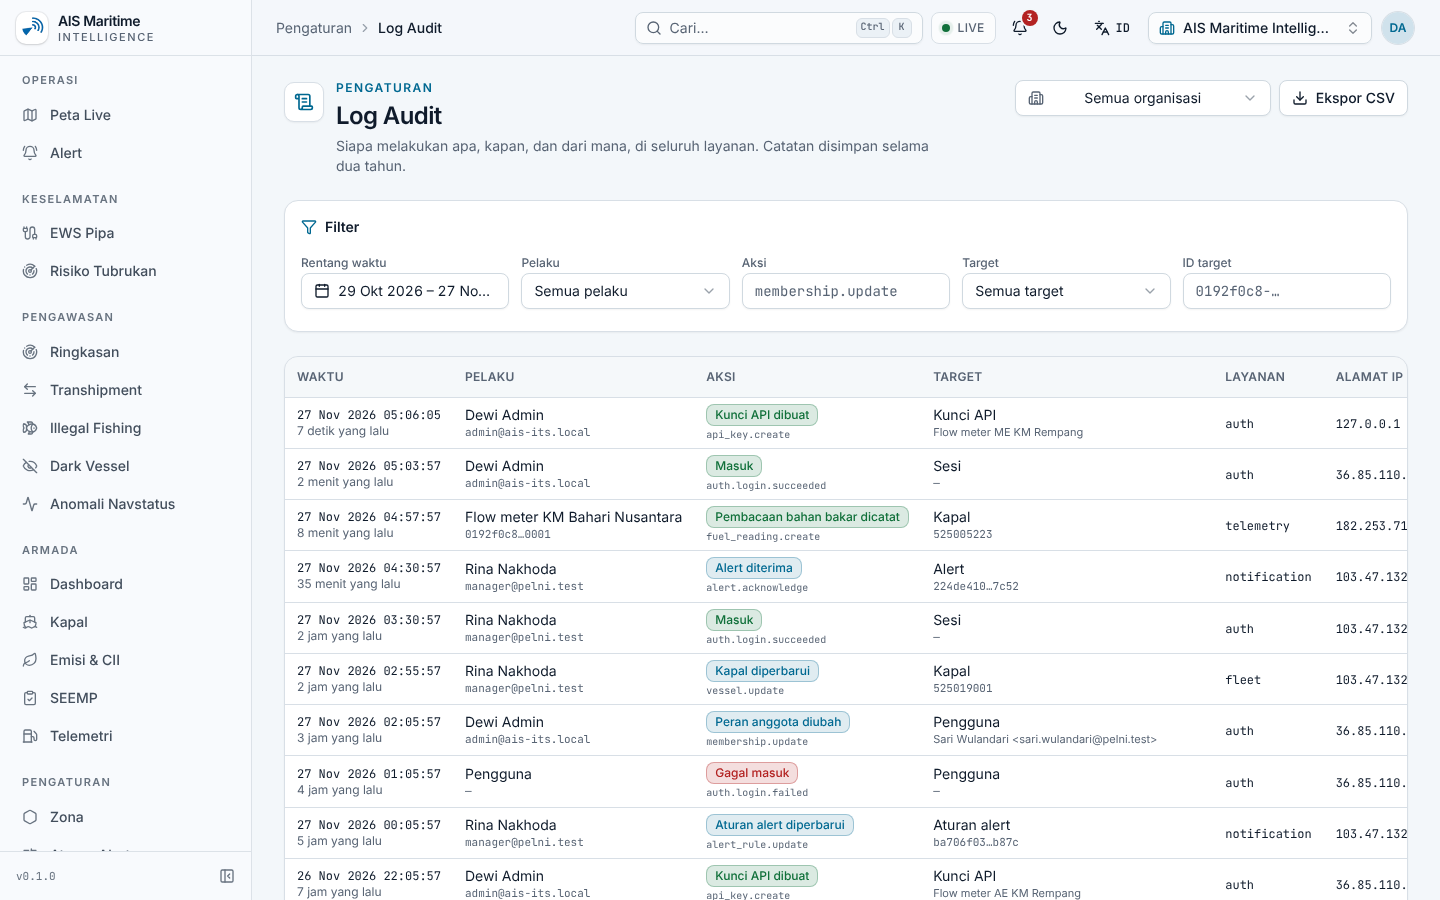 AIS Maritime
INTELLIGENCE
Pengaturan > Log Audit
Cari...
Ctrl K
LIVE
3
ID
AIS Maritime Intellig...
DA
OPERASI
Peta Live
Alert
KESELAMATAN
EWS Pipa
Risiko Tubrukan
PENGAWASAN
Ringkasan
Transhipment
Illegal Fishing
Dark Vessel
Anomali Navstatus
ARMADA
Dashboard
Kapal
Emisi & CII
SEEMP
Telemetri
PENGATURAN
Zona
v0.1.0
PENGATURAN
Log Audit
Siapa melakukan apa, kapan, dan dari mana, di seluruh layanan. Catatan disimpan selama
dua tahun.
Semua organisasi
Ekspor CSV
Filter
Rentang waktu Pelaku Aksi Target ID target
29 Okt 2026 – 27 No... Semua pelaku membership.update Semua target 0192f0c8-…
WAKTU PELAKU AKSI TARGET LAYANAN ALAMAT IP
27 Nov 2026 05:06:05 Dewi Admin Kunci API dibuat Kunci API auth 127.0.0.1
7 detik yang lalu admin@ais-its.local api_key.create Flow meter ME KM Rempang
27 Nov 2026 05:03:57 Dewi Admin Masuk Sesi auth 36.85.110.
2 menit yang lalu admin@ais-its.local auth.login.succeeded –
27 Nov 2026 04:57:57 Flow meter KM Bahari Nusantara Pembacaan bahan bakar dicatat Kapal telemetry 182.253.71
8 menit yang lalu 0192f0c8…0001 fuel_reading.create 525005223
27 Nov 2026 04:30:57 Rina Nakhoda Alert diterima Alert notification 103.47.132
35 menit yang lalu manager@pelni.test alert.acknowledge 224de410…7c52
27 Nov 2026 03:30:57 Rina Nakhoda Masuk Sesi auth 103.47.132
2 jam yang lalu manager@pelni.test auth.login.succeeded –
27 Nov 2026 02:55:57 Rina Nakhoda Kapal diperbarui Kapal fleet 103.47.132
2 jam yang lalu manager@pelni.test vessel.update 525019001
27 Nov 2026 02:05:57 Dewi Admin Peran anggota diubah Pengguna auth 36.85.110.
3 jam yang lalu admin@ais-its.local membership.update Sari Wulandari <sari.wulandari@pelni.test>
27 Nov 2026 01:05:57 Pengguna Gagal masuk Pengguna auth 36.85.110.
4 jam yang lalu – auth.login.failed –
27 Nov 2026 00:05:57 Rina Nakhoda Aturan alert diperbarui Aturan alert notification 103.47.132
5 jam yang lalu manager@pelni.test alert_rule.update ba706f03…b87c
26 Nov 2026 22:05:57 Dewi Admin Kunci API dibuat Kunci API auth 36.85.110.
7 jam yang lalu admin@ais-its.local api_key.create Flow meter AE KM Rempang